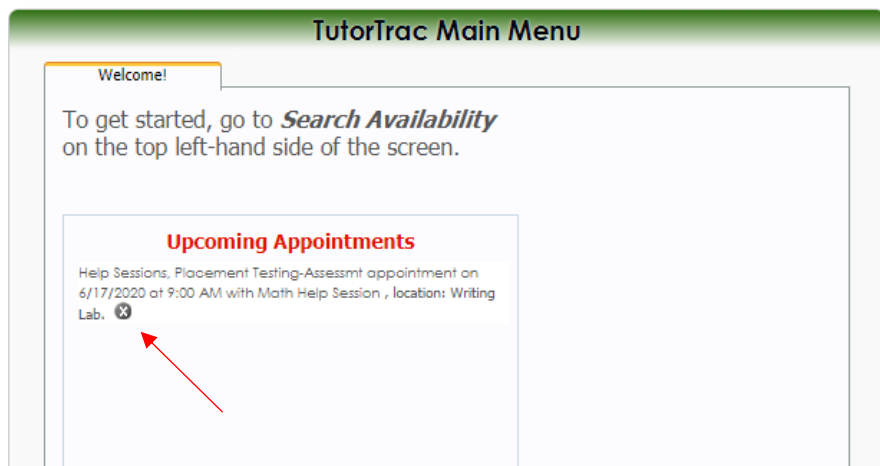 TutorTrac Main Menu
Welcome!
To get started, go to Search Availability
on the top left-hand side of the screen.
Upcoming Appointments
Help Sessions, Placement Testing-Assessmt appointment on
6/17/2020 at 9:00 AM with Math Help Session , location: Writing
Lab.